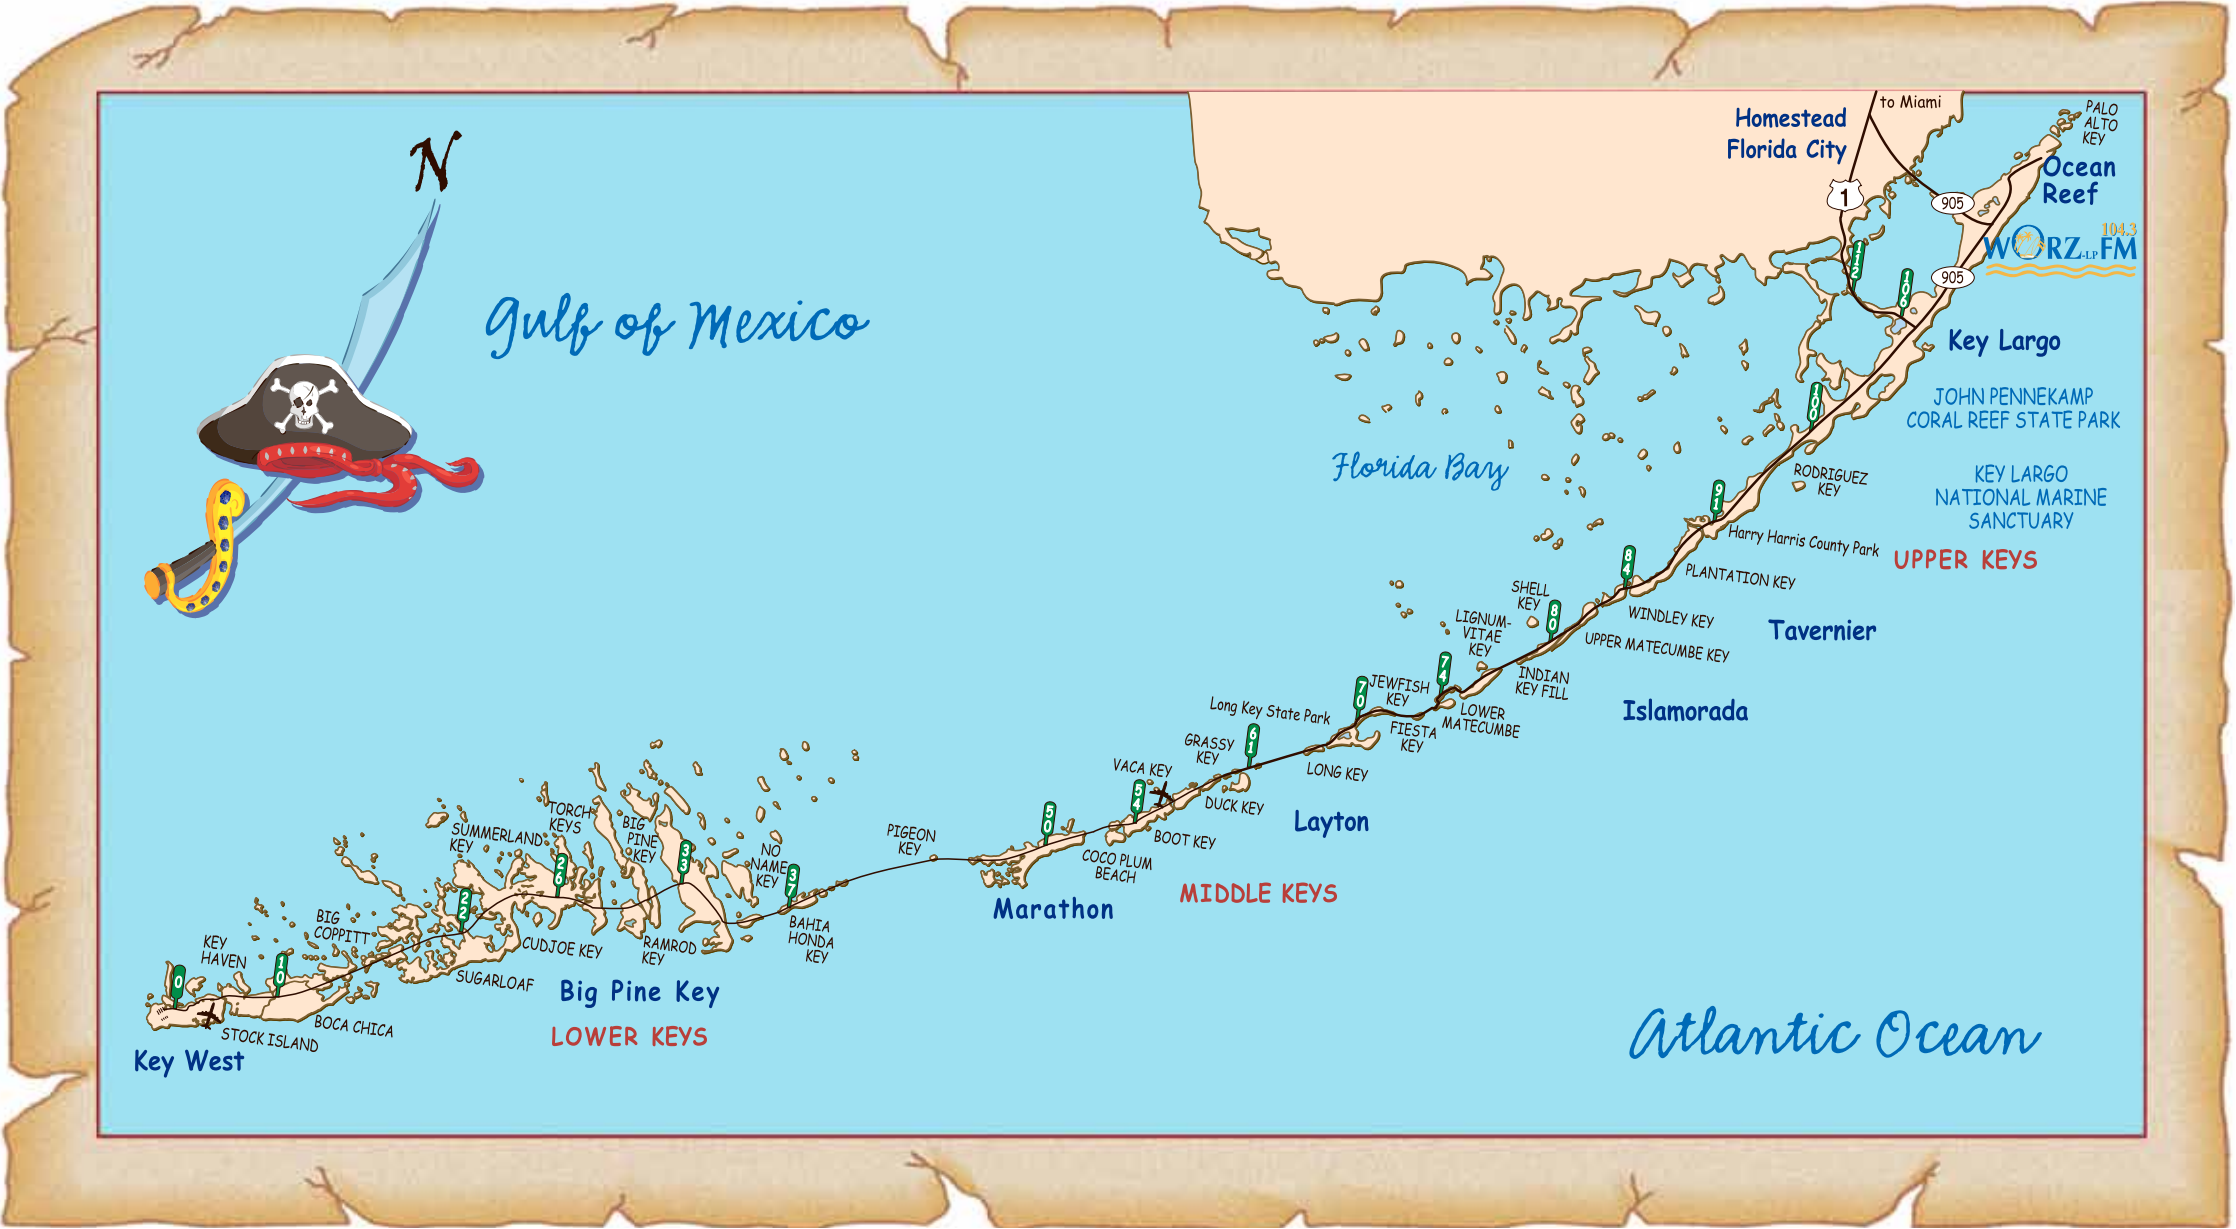 N
Gulf of Mexico
Homestead
Florida City
to Miami
PALO
ALTO
KEY
Ocean
Reef
1
905
104.3
WORZ-LP FM
905
112
106
Key Largo
JOHN PENNEKAMP
CORAL REEF STATE PARK
100
Florida Bay
RODRIGUEZ
KEY
KEY LARGO
NATIONAL MARINE
SANCTUARY
91
Harry Harris County Park
UPPER KEYS
84
PLANTATION KEY
SHELL
KEY
80
WINDLEY KEY
Tavernier
LIGNUM-
VITAE
KEY
UPPER MATECUMBE KEY
74
INDIAN
KEY FILL
Islamorada
70
JEWFISH
KEY
LOWER
MATECUMBE
Long Key State Park
FIESTA
KEY
61
GRASSY
KEY
LONG KEY
VACA KEY
54
DUCK KEY
Layton
50
BOOT KEY
COCO PLUM
BEACH
MIDDLE KEYS
Marathon
PIGEON
KEY
TORCH
KEYS
BIG
PINE
KEY
SUMMERLAND
KEY
NO
NAME
KEY
33
26
37
22
BAHIA
HONDA
KEY
BIG
COPPITT
CUDJOE KEY
RAMROD
KEY
KEY
HAVEN
10
0
SUGARLOAF
Big Pine Key
LOWER KEYS
BOCA CHICA
STOCK ISLAND
Key West
Atlantic Ocean